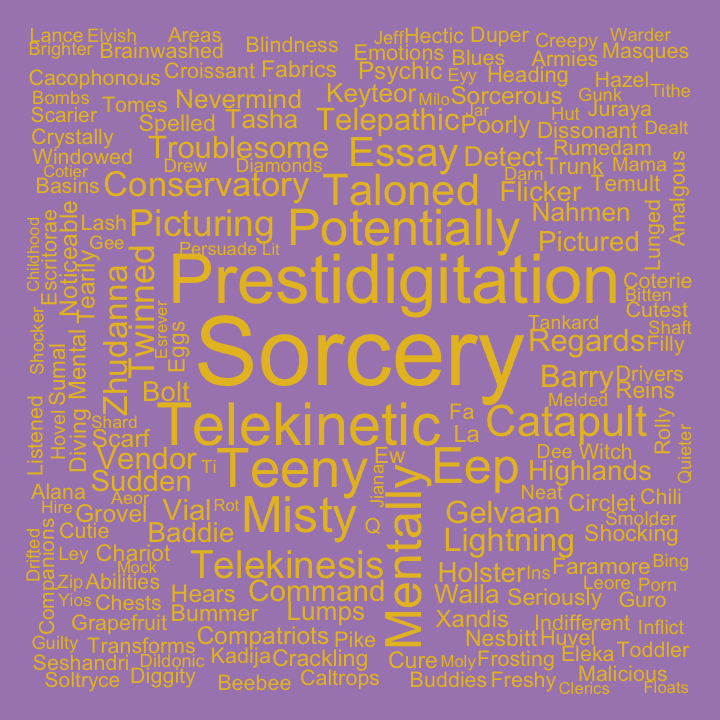 Lance
Elvish
Areas
Blindness
Jeff
Hectic
Duper
Creepy
Warder
Brighter
Brainwashed
Emotions
Blues
Armies
Masques
Cacophonous
Croissant
Fabrics
Psychic
Eyy
Heading
Hazel
Tithe
Bombs
Tomes
Nevermind
Keyteor
Milo
Sorcerous
Gunk
Scarier
Spelled
Tasha
Telepathic
Jar
Poorly
Hut
Juraya
Crystally
Troublesome
Essay
Detect
Dissonant
Dealt
Windowed
Drew
Diamonds
Rumedam
Cotier
Basins
Conservatory
Taloned
Darn
Trunk
Mama
Flicker
Temult
Amalgous
Lash
Picturing
Potentially
Nahmen
Lunged
Gee
Persuade
Lit
Pictured
Childhood
Escritorae
Noticeable
Tearily
Zhudanna
Twinned
Prestidigitation
Coterie
Bitten
Cutest
Shocker
Sumal
Mental
Esrever
Eggs
Sorcery
Tankard
Shaft
Regards
Filly
Bolt
Barry
Drivers
Melded
Reins
Listened
Hovel
Diving
Shard
Scarf
Telekinetic
Fa
La
Catapult
Rolly
Quieter
Vendor
Ti
Teeny
Ew
Eep
Dee
Witch
Sudden
Jiana
Mentally
Highlands
Alana
Aeor
Hire
Grovel
Vial
Rot
Misty
Q
Gelvaan
Neat
Circlet
Chili
Smolder
Cutie
Baddie
Lightning
Shocking
Drifted
Companions
Ley
Chariot
Mock
Telekinesis
Holster
Ins
Faramore
Bing
Zip
Abilities
Leore
Porn
Yios
Chests
Hears
Command
Walla
Seriously
Guro
Grapefruit
Bummer
Lumps
Xandis
Indifferent
Inflict
Guilty
Transforms
Compatriots
Pike
Nesbitt
Huvel
Seshandri
Dildonic
Kadija
Crackling
Cure
Moly
Frosting
Eleka
Toddler
Soltryce
Diggity
Beebee
Caltrops
Buddies
Freshy
Malicious
Clerics
Floats